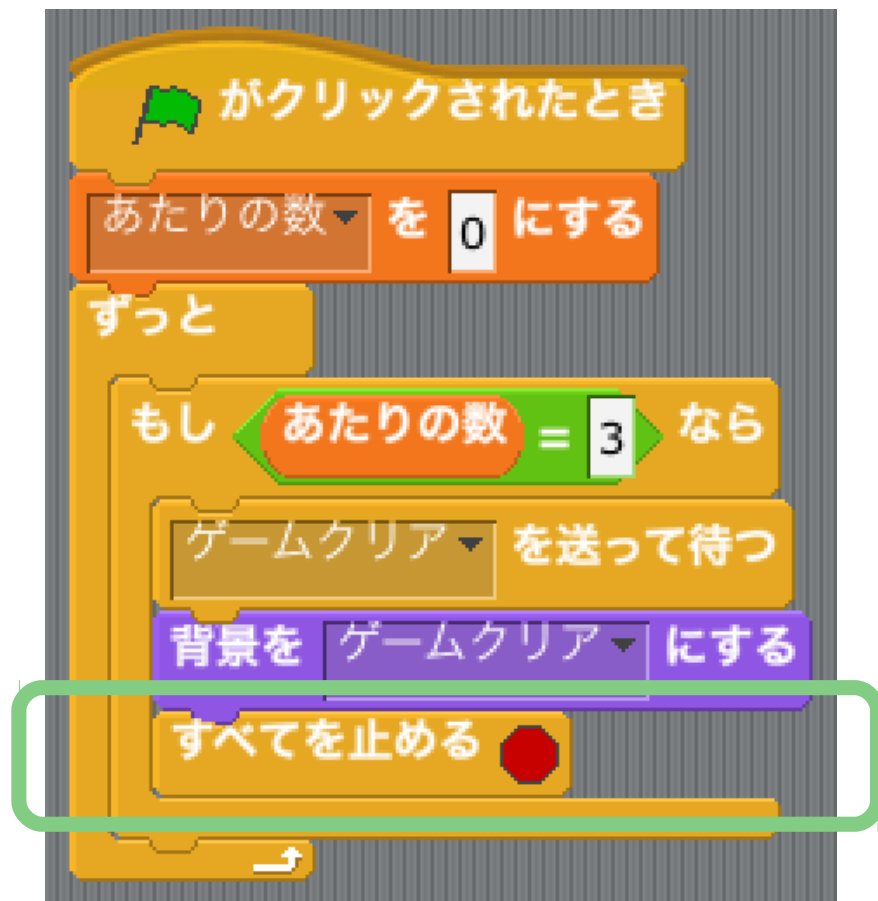 がクリックされたとき
あたりの数 を 0 にする
ずっと
もし あたりの数 = 3 なら
ゲームクリア を送って待つ
背景を ゲームクリア にする
すべてを止める